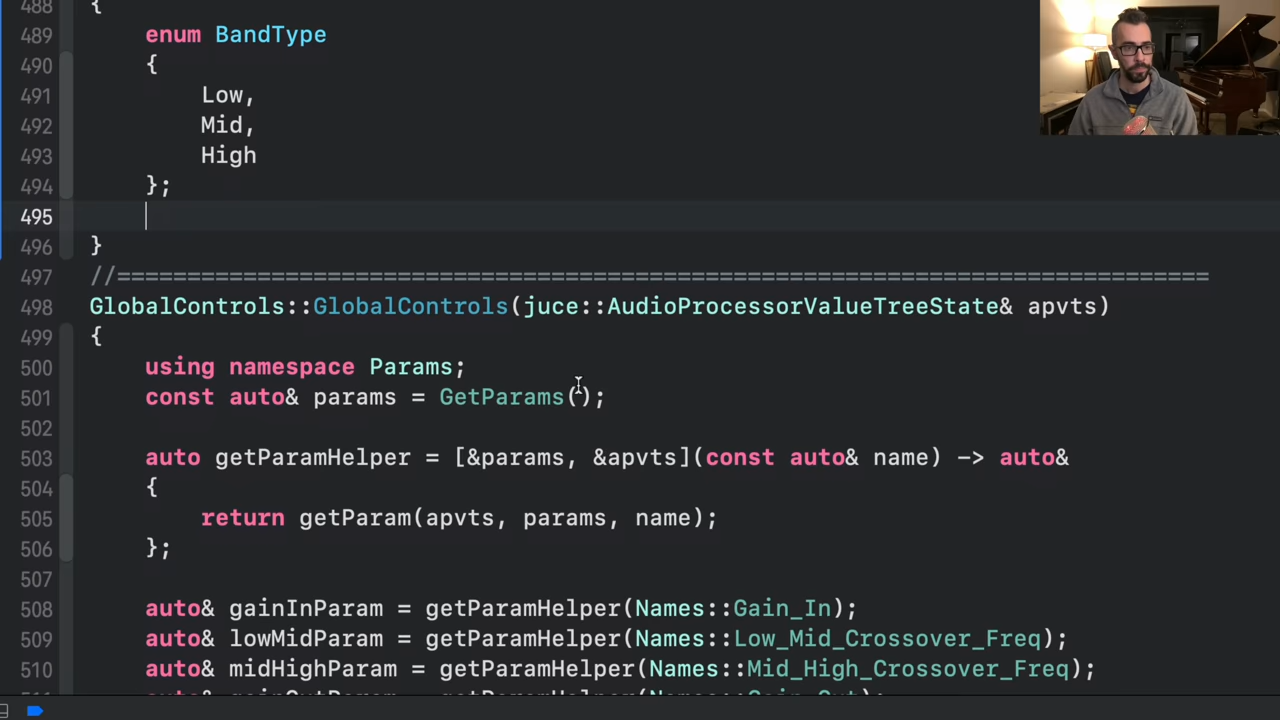 488 {
489 enum BandType
490 {
491 Low,
492 Mid,
493 High
494 };
495
496 }
497 //==============================================================================
498 GlobalControls::GlobalControls(juce::AudioProcessorValueTreeState& apvts)
499 {
500 using namespace Params;
501 const auto& params = GetParams();
502
503 auto getParamHelper = [&params, &apvts](const auto& name) -> auto&
504 {
505 return getParam(apvts, params, name);
506 };
507
508 auto& gainInParam = getParamHelper(Names::Gain_In);
509 auto& lowMidParam = getParamHelper(Names::Low_Mid_Crossover_Freq);
510 auto& midHighParam = getParamHelper(Names::Mid_High_Crossover_Freq);